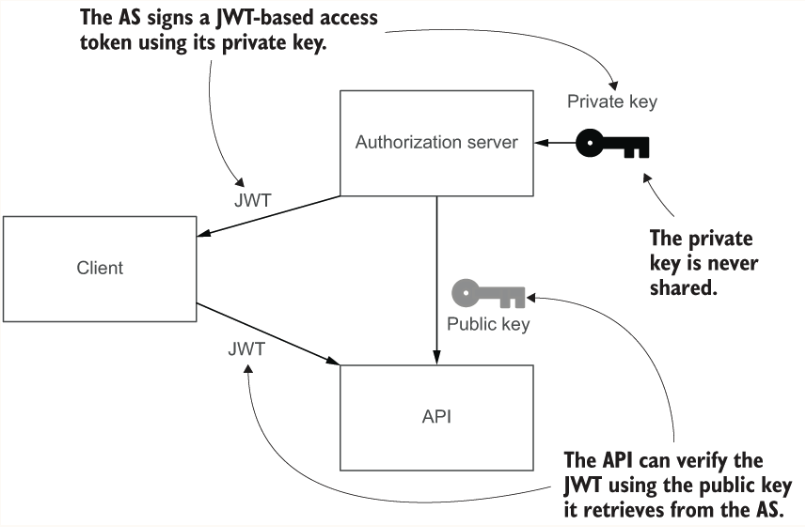 The AS signs a JWT-based access
token using its private key.
Private key
Authorization server
JWT
Client
The private
key is never
shared.
Public key
JWT
API
The API can verify the
JWT using the public key
it retrieves from the AS.